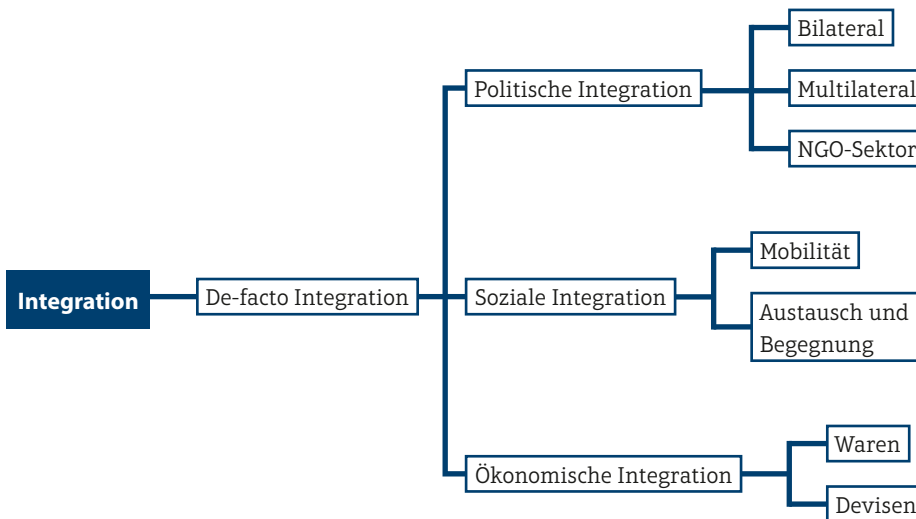 Integration
De-facto Integration
Politische Integration
Bilateral
Multilateral
NGO-Sektor
Soziale Integration
Mobilität
Austausch und
Begegnung
Ökonomische Integration
Waren
Devisen